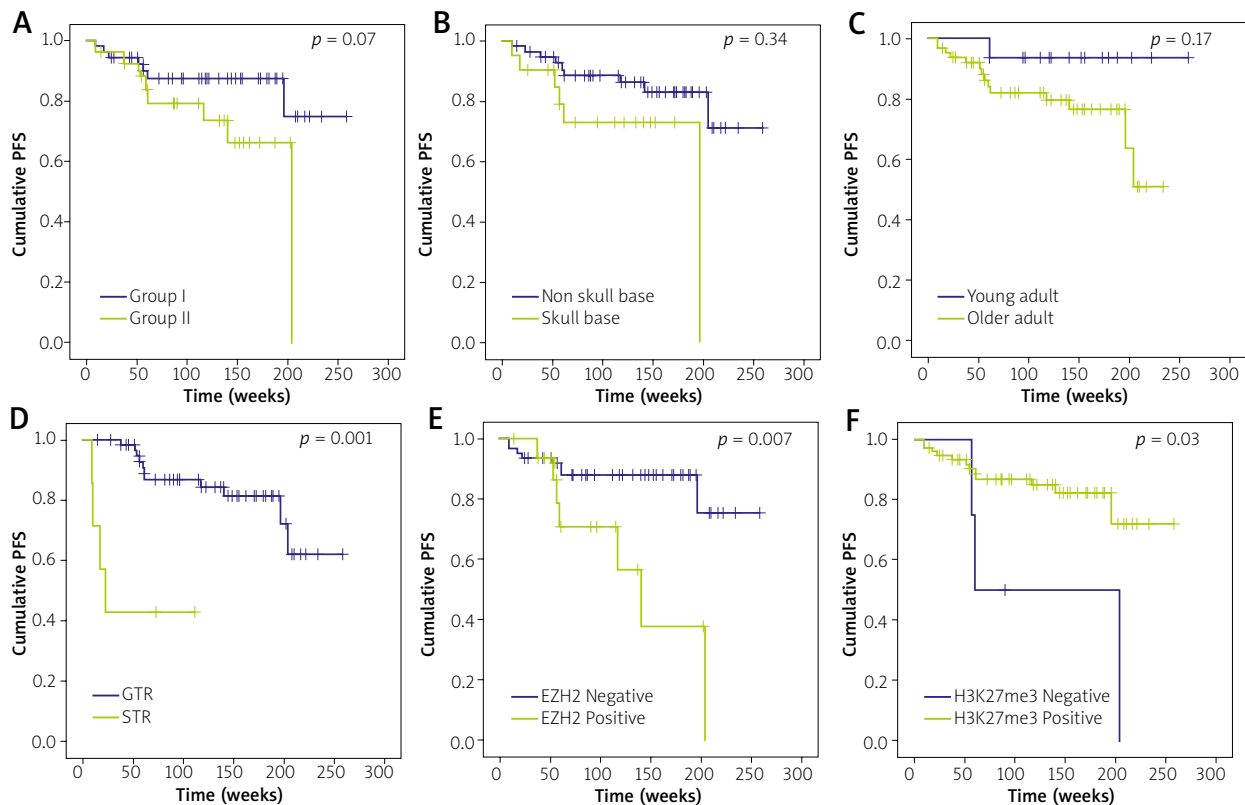 A
p = 0.07
Cumulative PFS
1.0
0.8
0.6
0.4
0.2
0.0
Group I
Group II
0 50 100 150 200 250 300
Time (weeks)
B
p = 0.34
Cumulative PFS
1.0
0.8
0.6
0.4
0.2
0.0
Non skull base
Skull base
0 50 100 150 200 250 300
Time (weeks)
C
p = 0.17
Cumulative PFS
1.0
0.8
0.6
0.4
0.2
0.0
Young adult
Older adult
0 50 100 150 200 250 300
Time (weeks)
D
p = 0.001
Cumulative PFS
1.0
0.8
0.6
0.4
0.2
0.0
GTR
STR
0 50 100 150 200 250 300
Time (weeks)
E
p = 0.007
Cumulative PFS
1.0
0.8
0.6
0.4
0.2
0.0
EZH2 Negative
EZH2 Positive
0 50 100 150 200 250 300
Time (weeks)
F
p = 0.03
Cumulative PFS
1.0
0.8
0.6
0.4
0.2
0.0
H3K27me3 Negative
H3K27me3 Positive
0 50 100 150 200 250 300
Time (weeks)